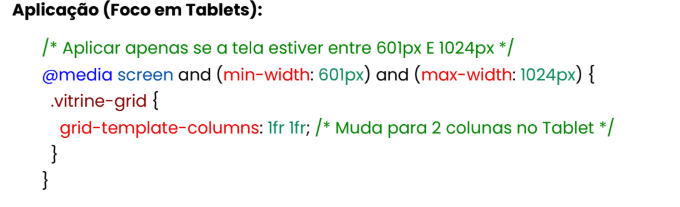 Aplicação (Foco em Tablets):
/* Aplicar apenas se a tela estiver entre 601px E 1024px */
@media screen and (min-width: 601px) and (max-width: 1024px) {
.vitrine-grid {
grid-template-columns: 1fr 1fr; /* Muda para 2 colunas no Tablet */
}
}